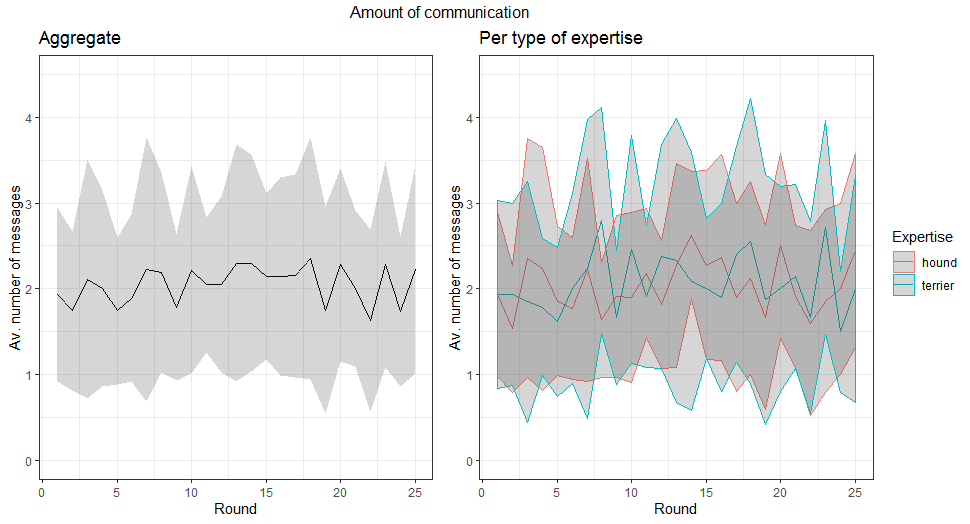 Amount of communication
Aggregate
Av. number of messages
4
3
2
1
0
0 5 10 15 20 25
Round
Per type of expertise
Av. number of messages
4
3
2
1
0
0 5 10 15 20 25
Round
Expertise
hound
terrier